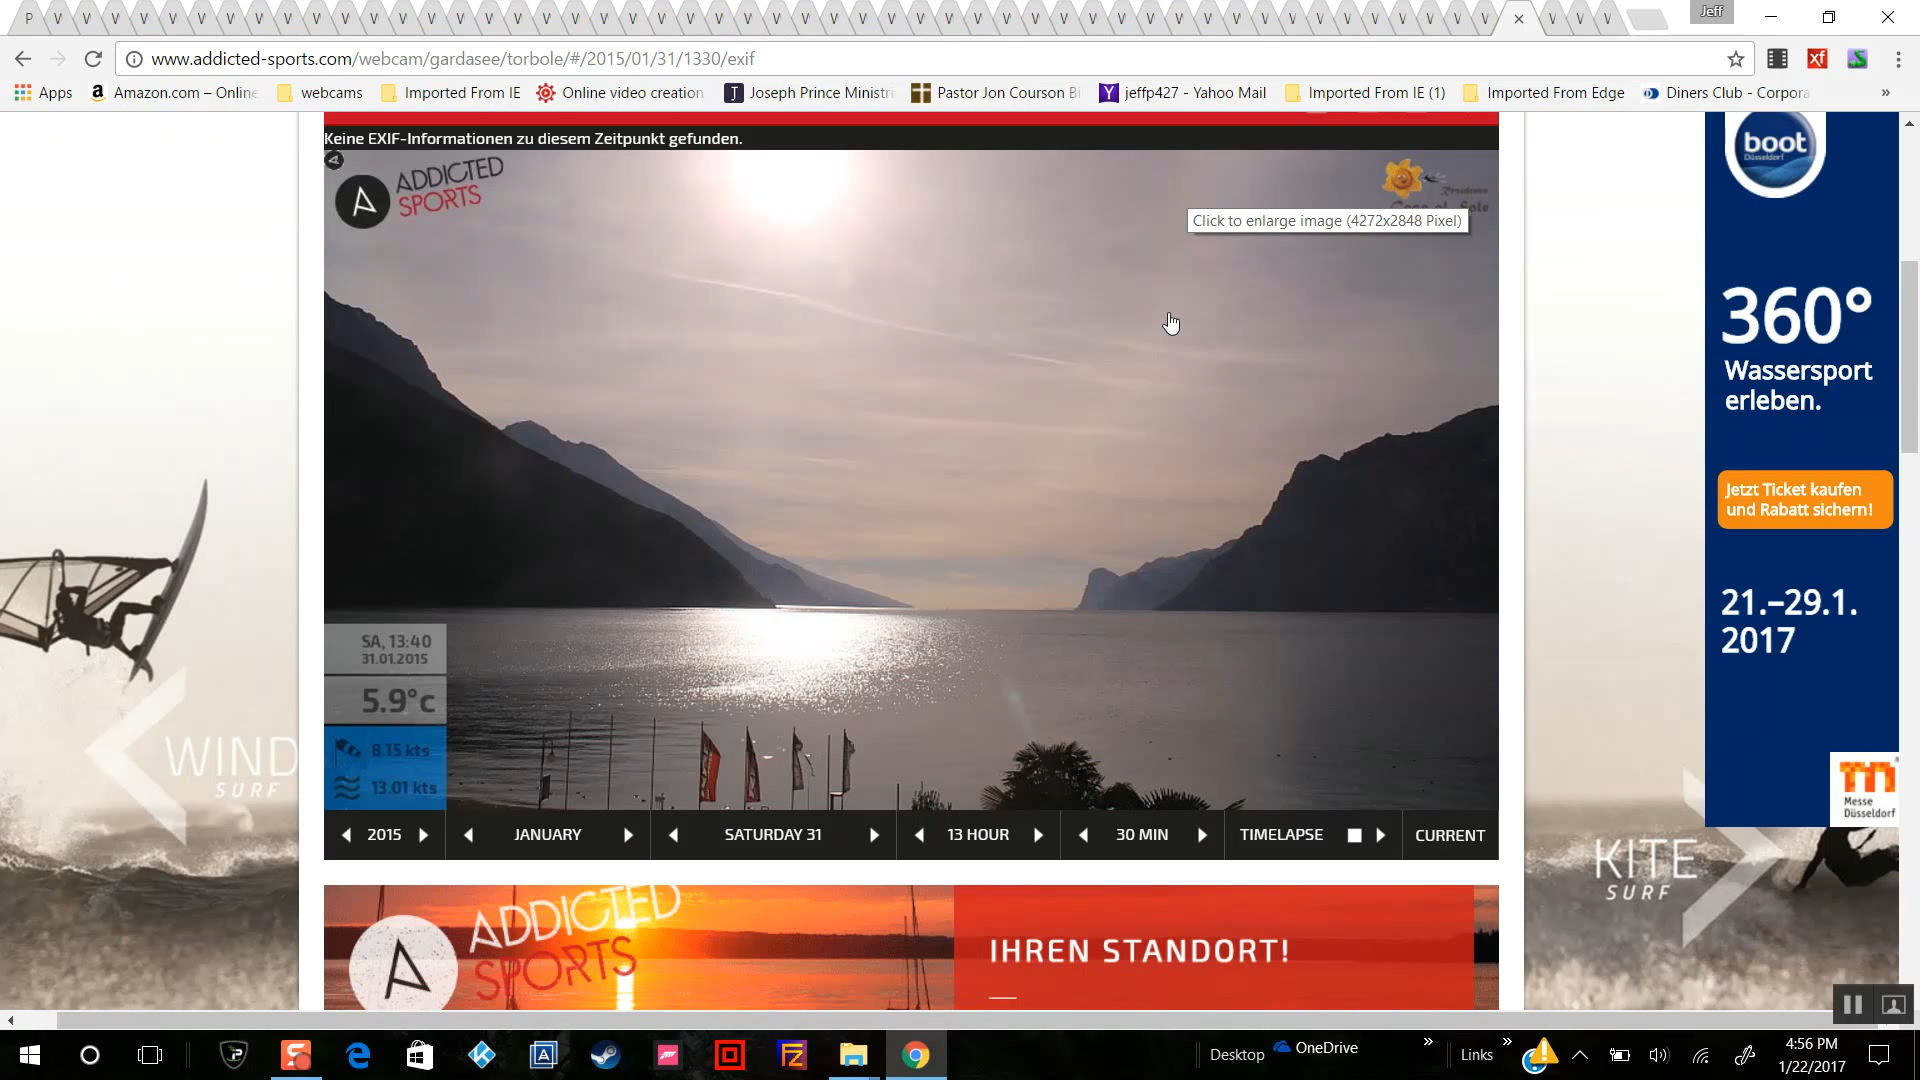 P V V V V V V V V V V V V V V V V V V V V V V V V V V V V V V V V V V V V V V V V V V V V V V V V V V V V V V
Jeff
www.addicted-sports.com/webcam/gardasee/torbole/#/2015/01/31/1330/exif
Apps Amazon.com – Online webcams Imported From IE Online video creation Joseph Prince Ministri Pastor Jon Courson Bi jeffp427 - Yahoo Mail Imported From IE (1) Imported From Edge Diners Club - Corpora »
Keine EXIF-Informationen zu diesem Zeitpunkt gefunden.
ADDICTED
SPORTS
Residence
Casa al Sole
Click to enlarge image (4272x2848 Pixel)
SA, 13:40
31.01.2015
5.9°c
8.15 kts
13.01 kts
2015 JANUARY SATURDAY 31 13 HOUR 30 MIN TIMELAPSE CURRENT
WIND
SURF
KITE
SURF
boot
Düsseldorf
360°
Wassersport
erleben.
Jetzt Ticket kaufen
und Rabatt sichern!
21.–29.1.
2017
Messe
Düsseldorf
ADDICTED
SPORTS
IHREN STANDORT!
Desktop OneDrive » Links »
4:56 PM
1/22/2017